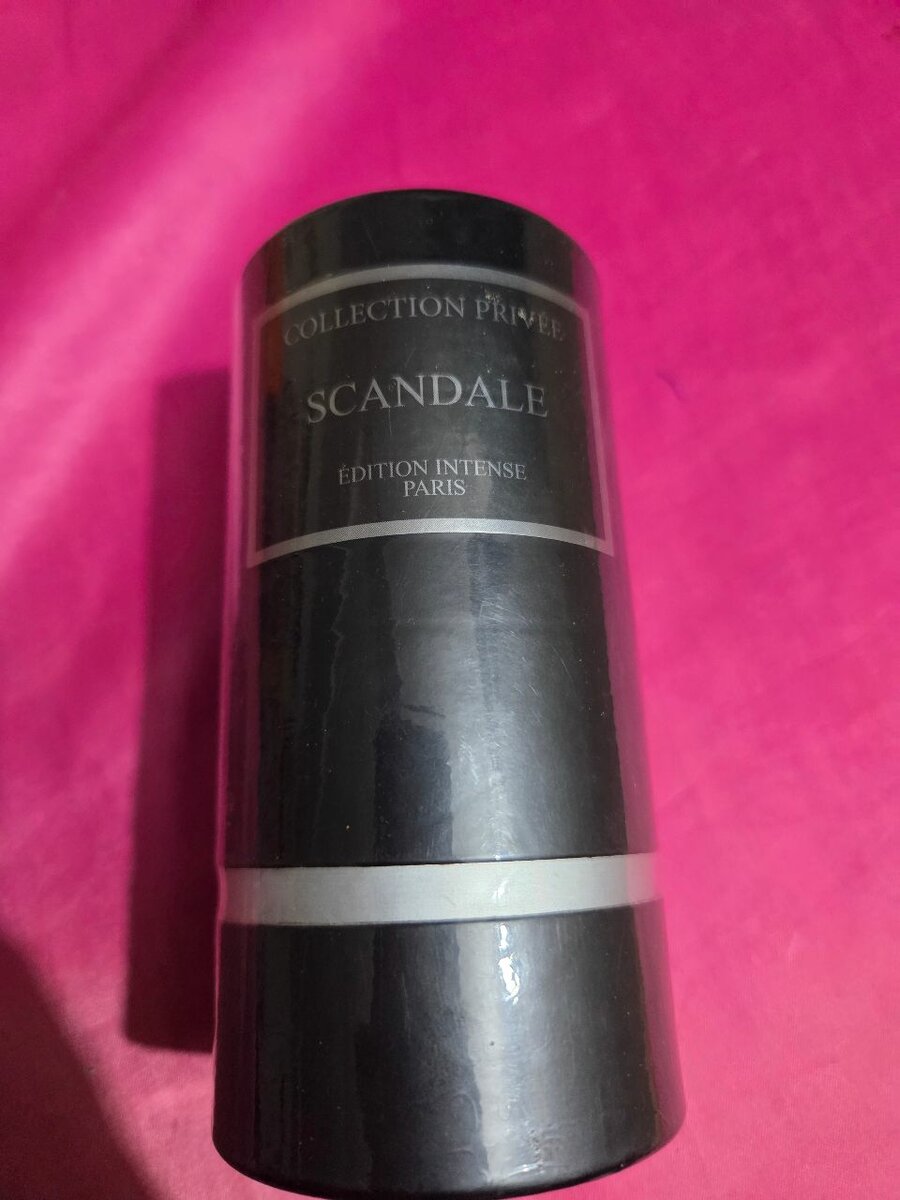 COLLECTION PRIVÉE
SCANDALE
ÉDITION INTENSE
PARIS